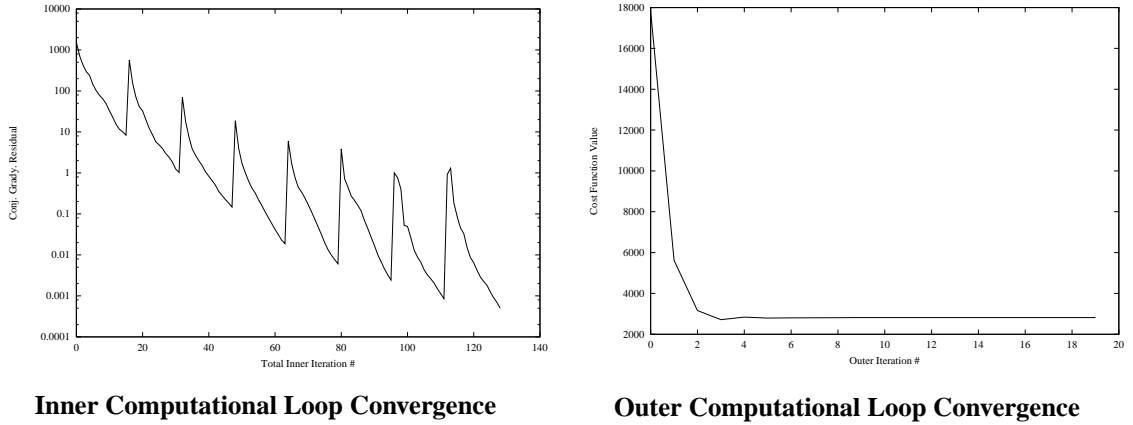 10000
1000
100
10
1
0.1
0.01
0.001
0.0001
0 20 40 60 80 100 120 140
Conj. Grady. Residual
Total Inner Iteration #
Inner Computational Loop Convergence
18000
16000
14000
12000
10000
8000
6000
4000
2000
0 2 4 6 8 10 12 14 16 18 20
Cost Function Value
Outer Iteration #
Outer Computational Loop Convergence